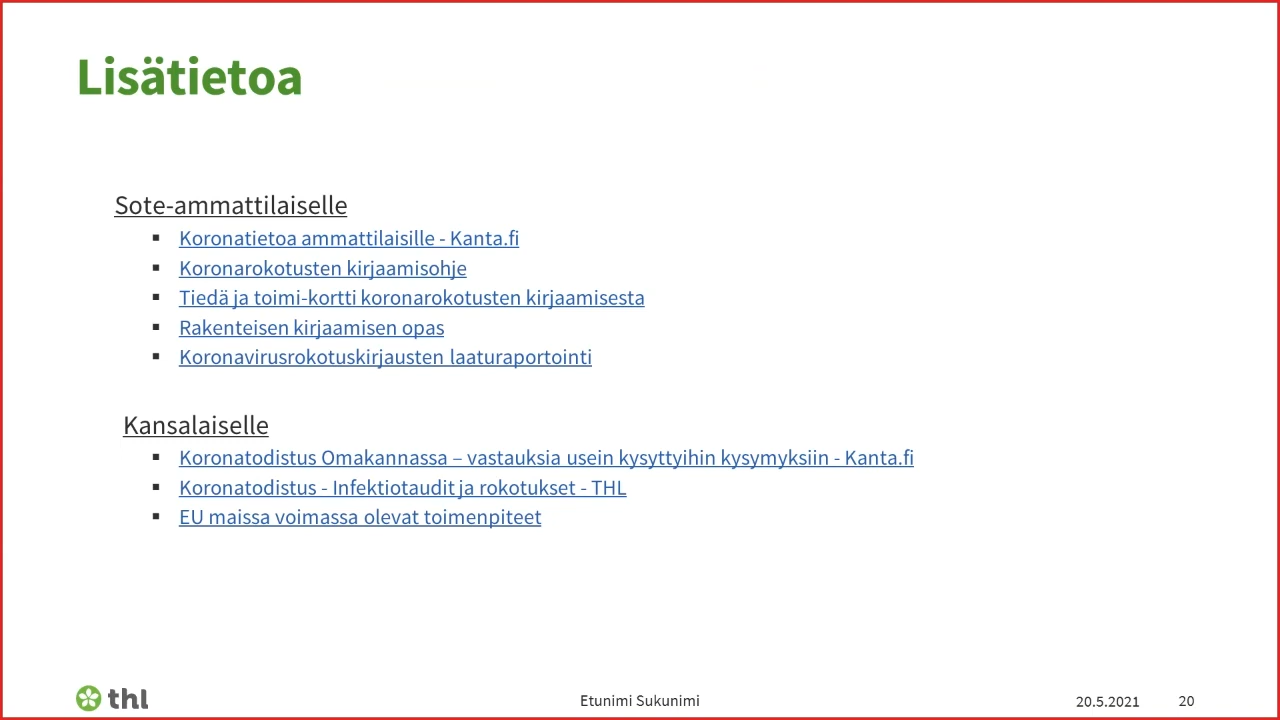 Lisätietoa
Sote-ammattilaiselle
▪ Koronatietoa ammattilaisille - Kanta.fi
▪ Koronarokotusten kirjaamisohje
▪ Tiedä ja toimi-kortti koronarokotusten kirjaamisesta
▪ Rakenteisen kirjaamisen opas
▪ Koronavirusrokotuskirjausten laaturaportointi
Kansalaiselle
▪ Koronatodistus Omakannassa – vastauksia usein kysyttyihin kysymyksiin - Kanta.fi
▪ Koronatodistus - Infektiotaudit ja rokotukset - THL
▪ EU maissa voimassa olevat toimenpiteet
thl
Etunimi Sukunimi
20.5.2021
20